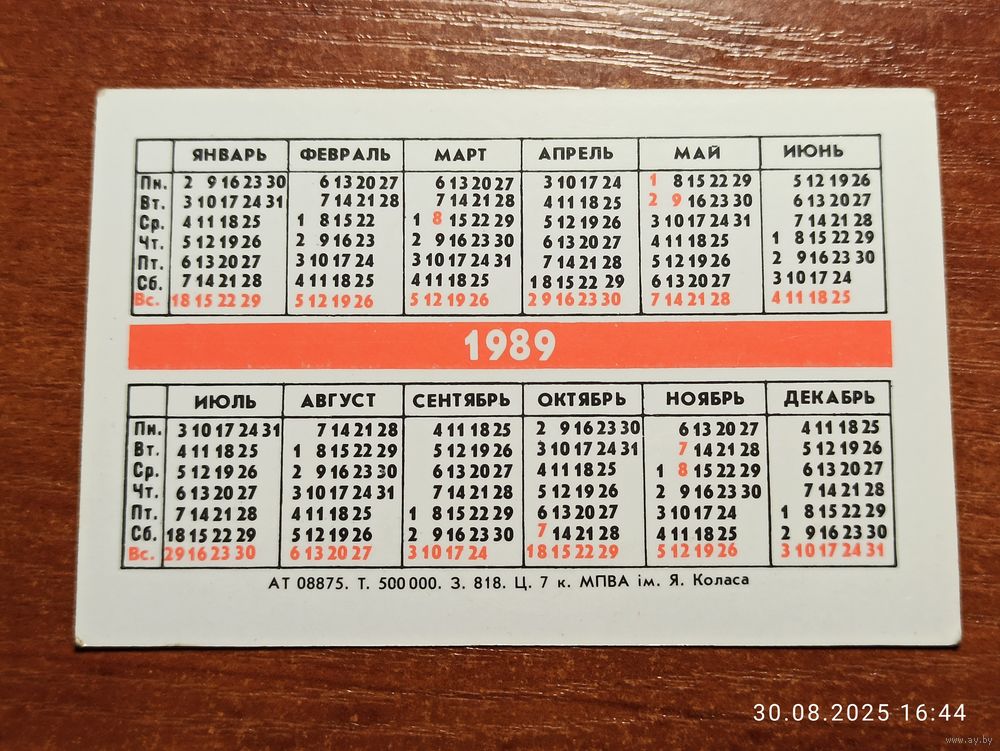 ЯНВАРЬ ФЕВРАЛЬ МАРТ АПРЕЛЬ МАЙ ИЮНЬ
Пн. 2 9 16 23 30 6 13 20 27 6 13 20 27 3 10 17 24 1 8 15 22 29 5 12 19 26
Вт. 3 10 17 24 31 7 14 21 28 7 14 21 28 4 11 18 25 2 9 16 23 30 6 13 20 27
Ср. 4 11 18 25 1 8 15 22 1 8 15 22 29 5 12 19 26 3 10 17 24 31 7 14 21 28
Чт. 5 12 19 26 2 9 16 23 2 9 16 23 30 6 13 20 27 4 11 18 25 1 8 15 22 29
Пт. 6 13 20 27 3 10 17 24 3 10 17 24 31 7 14 21 28 5 12 19 26 2 9 16 23 30
Сб. 7 14 21 28 4 11 18 25 4 11 18 25 1 8 15 22 29 6 13 20 27 3 10 17 24
Вс. 1 8 15 22 29 5 12 19 26 5 12 19 26 2 9 16 23 30 7 14 21 28 4 11 18 25
1989
ИЮЛЬ АВГУСТ СЕНТЯБРЬ ОКТЯБРЬ НОЯБРЬ ДЕКАБРЬ
Пн. 3 10 17 24 31 7 14 21 28 4 11 18 25 2 9 16 23 30 6 13 20 27 4 11 18 25
Вт. 4 11 18 25 1 8 15 22 29 5 12 19 26 3 10 17 24 31 7 14 21 28 5 12 19 26
Ср. 5 12 19 26 2 9 16 23 30 6 13 20 27 4 11 18 25 1 8 15 22 29 6 13 20 27
Чт. 6 13 20 27 3 10 17 24 31 7 14 21 28 5 12 19 26 2 9 16 23 30 7 14 21 28
Пт. 7 14 21 28 4 11 18 25 1 8 15 22 29 6 13 20 27 3 10 17 24 1 8 15 22 29
Сб. 1 8 15 22 29 5 12 19 26 2 9 16 23 30 7 14 21 28 4 11 18 25 2 9 16 23 30
Вс. 2 9 16 23 30 6 13 20 27 3 10 17 24 1 8 15 22 29 5 12 19 26 3 10 17 24 31
АТ 08875. Т. 500 000. З. 818. Ц. 7 к. МПВА ім. Я. Коласа
30.08.2025 16:44
www.ay.by